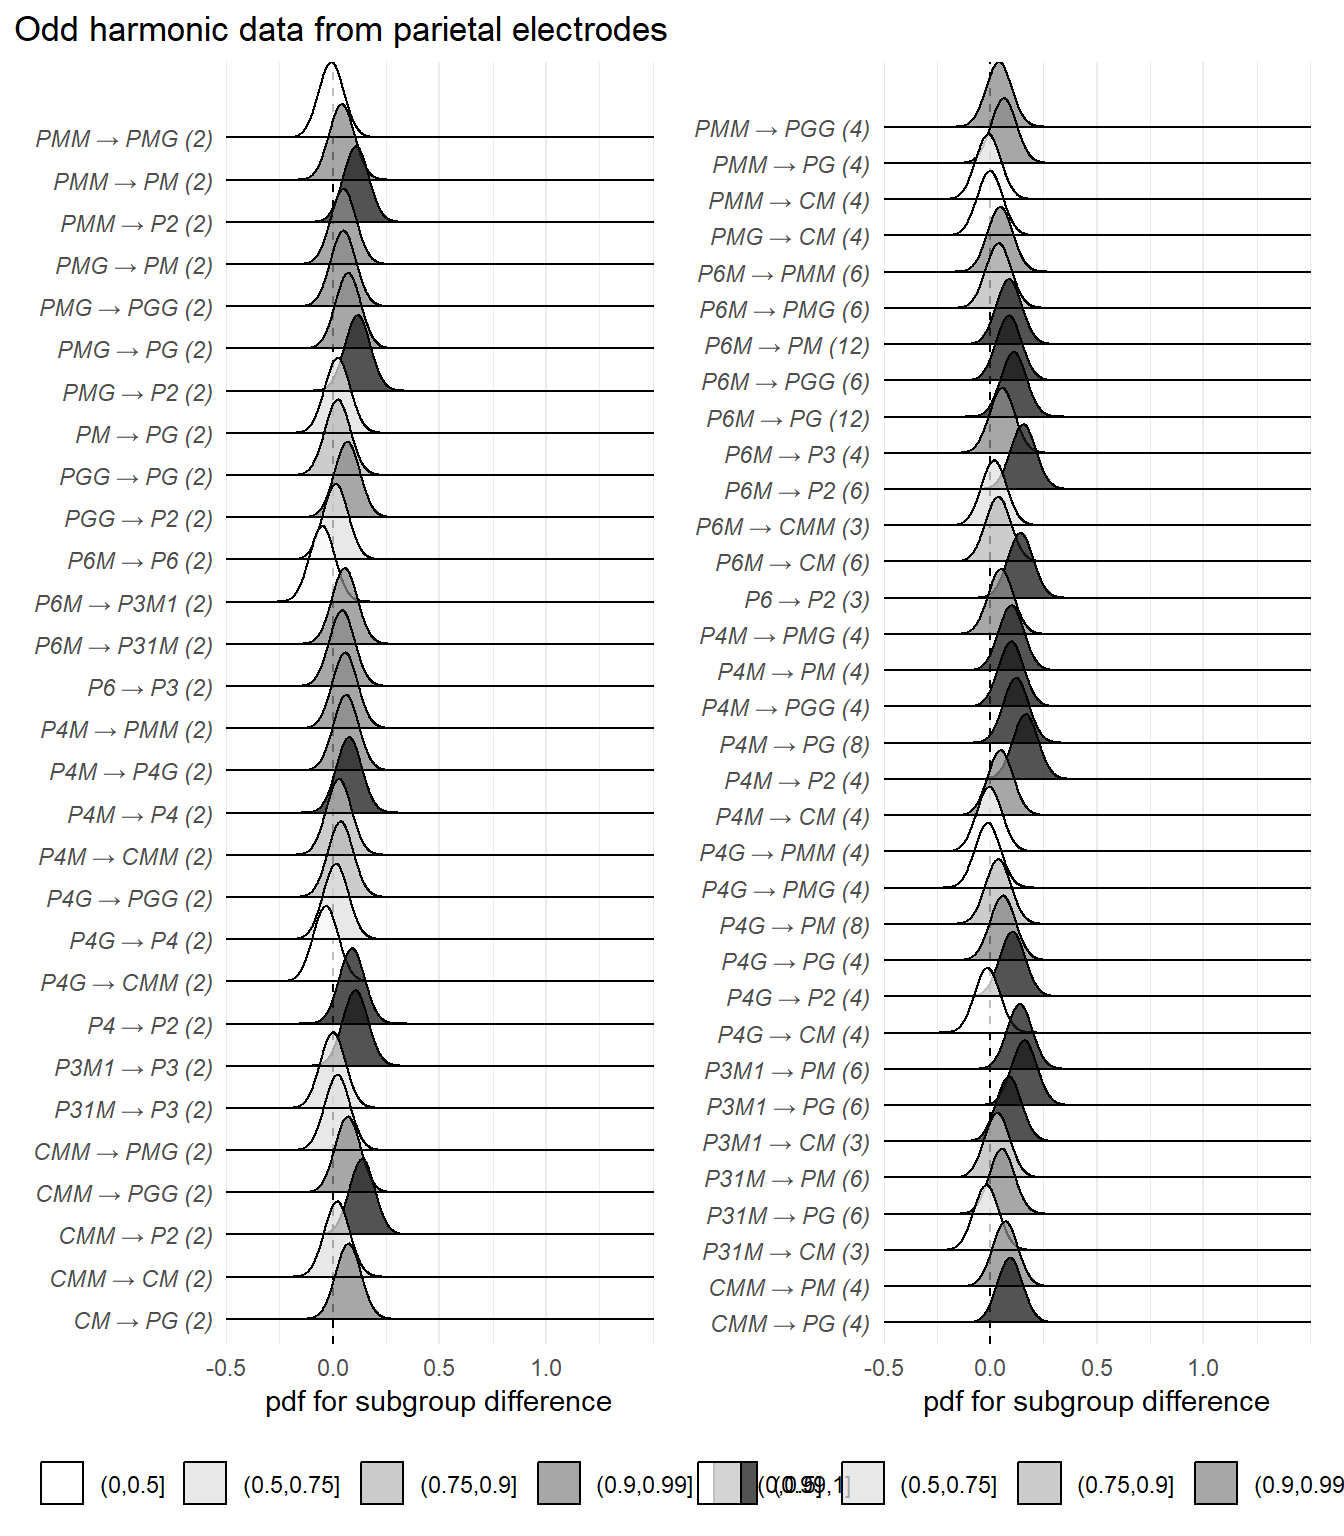 Odd harmonic data from parietal electrodes
PMM → PMG (2)
PMM → PM (2)
PMM → P2 (2)
PMG → PM (2)
PMG → PGG (2)
PMG → PG (2)
PMG → P2 (2)
PM → PG (2)
PGG → PG (2)
PGG → P2 (2)
P6M → P6 (2)
P6M → P3M1 (2)
P6M → P31M (2)
P6 → P3 (2)
P4M → PMM (2)
P4M → P4G (2)
P4M → P4 (2)
P4M → CMM (2)
P4G → PGG (2)
P4G → P4 (2)
P4G → CMM (2)
P4 → P2 (2)
P3M1 → P3 (2)
P31M → P3 (2)
CMM → PMG (2)
CMM → PGG (2)
CMM → P2 (2)
CMM → CM (2)
CM → PG (2)
-0.5 0.0 0.5 1.0
pdf for subgroup difference
PMM → PGG (4)
PMM → PG (4)
PMM → CM (4)
PMG → CM (4)
P6M → PMM (6)
P6M → PMG (6)
P6M → PM (12)
P6M → PGG (6)
P6M → PG (12)
P6M → P3 (4)
P6M → P2 (6)
P6M → CMM (3)
P6M → CM (6)
P6 → P2 (3)
P4M → PMG (4)
P4M → PM (4)
P4M → PGG (4)
P4M → PG (8)
P4M → P2 (4)
P4M → CM (4)
P4G → PMM (4)
P4G → PMG (4)
P4G → PM (8)
P4G → PG (4)
P4G → P2 (4)
P4G → CM (4)
P3M1 → PM (6)
P3M1 → PG (6)
P3M1 → CM (3)
P31M → PM (6)
P31M → PG (6)
P31M → CM (3)
CMM → PM (4)
CMM → PG (4)
-0.5 0.0 0.5 1.0
pdf for subgroup difference
(0,0.5] (0.5,0.75] (0.75,0.9] (0.9,0.99] (0.5,0.75] (0.75,0.9] (0.9,0.99